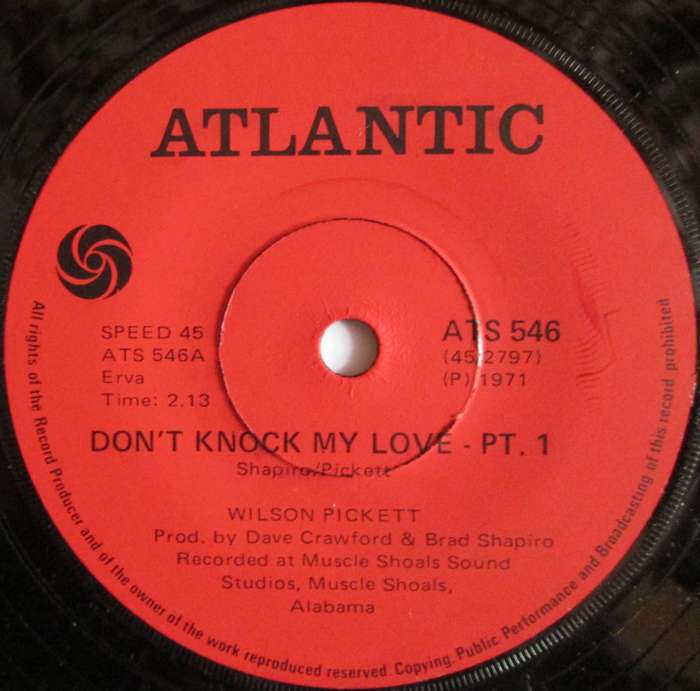 ATLANTIC
SPEED 45
ATS 546A
Erva
Time: 2.13
ATS 546
(45/2797)
(P) 1971
DON'T KNOCK MY LOVE - PT. 1
Shapiro/Pickett
WILSON PICKETT
Prod. by Dave Crawford & Brad Shapiro
Recorded at Muscle Shoals Sound
Studios, Muscle Shoals,
Alabama
All rights of the Record Producer and of the owner of the work reproduced reserved. Copying, Public Performance and Broadcasting of this record prohibited